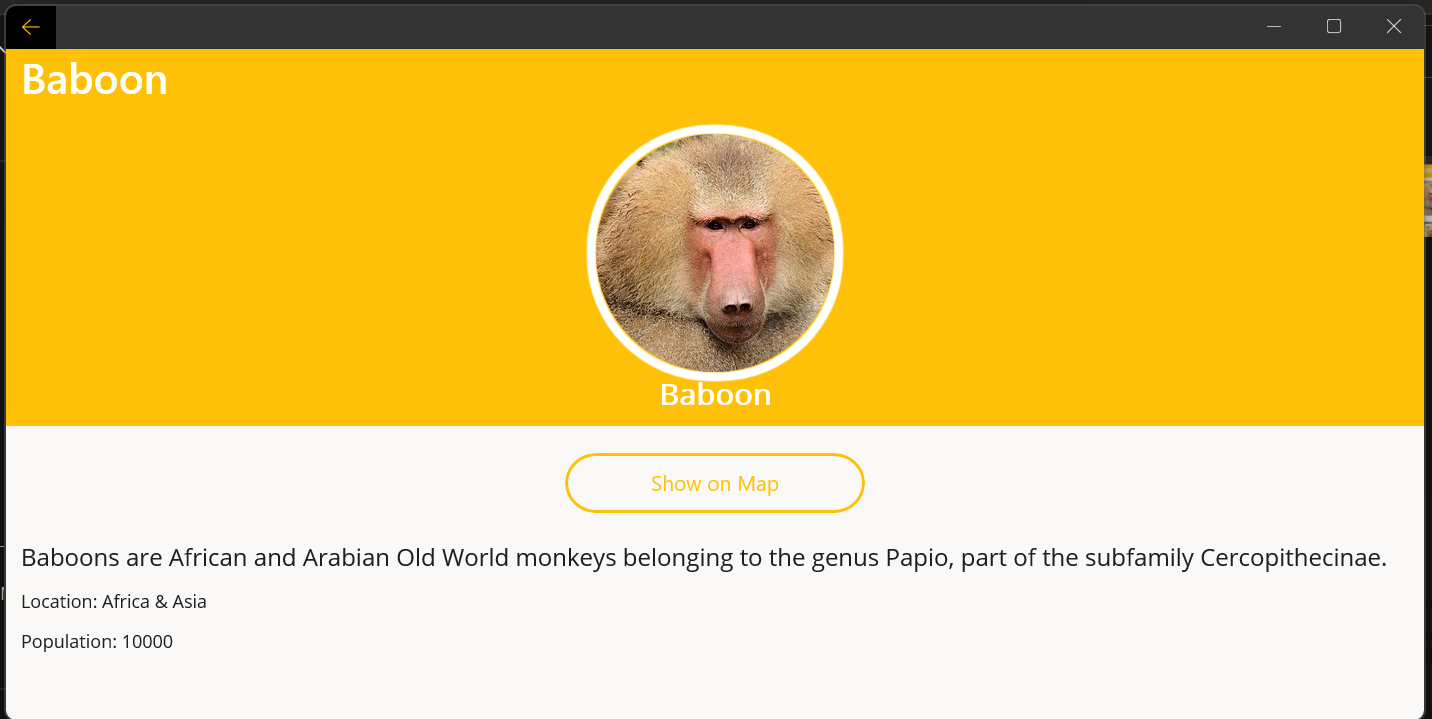 Baboon
Baboon
Show on Map
Baboons are African and Arabian Old World monkeys belonging to the genus Papio, part of the subfamily Cercopithecinae.
Location: Africa & Asia
Population: 10000